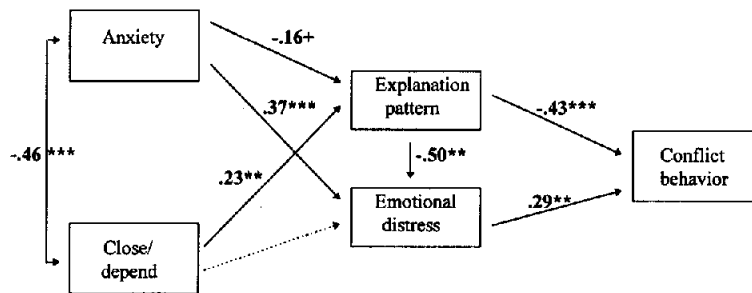 Anxiety
-.16+
Explanation
pattern
.37***
-.43***
-.46***
Conflict
behavior
-.50**
.23**
Emotional
distress
.29**
Close/
depend